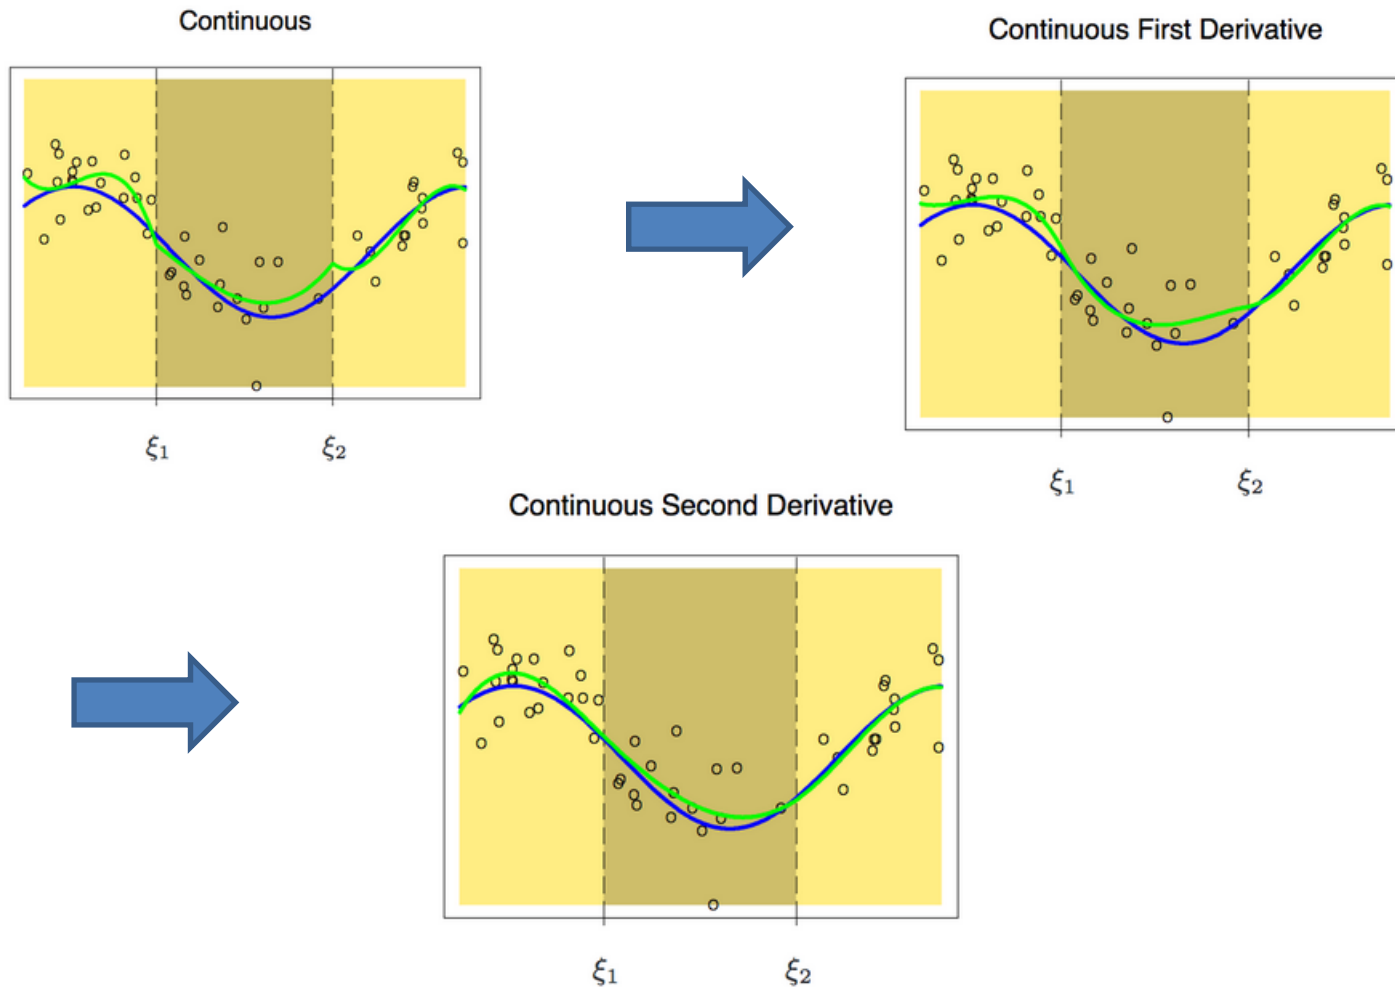 Continuous
Continuous First Derivative
ξ₁ ξ₂
ξ₁ ξ₂
Continuous Second Derivative
ξ₁ ξ₂